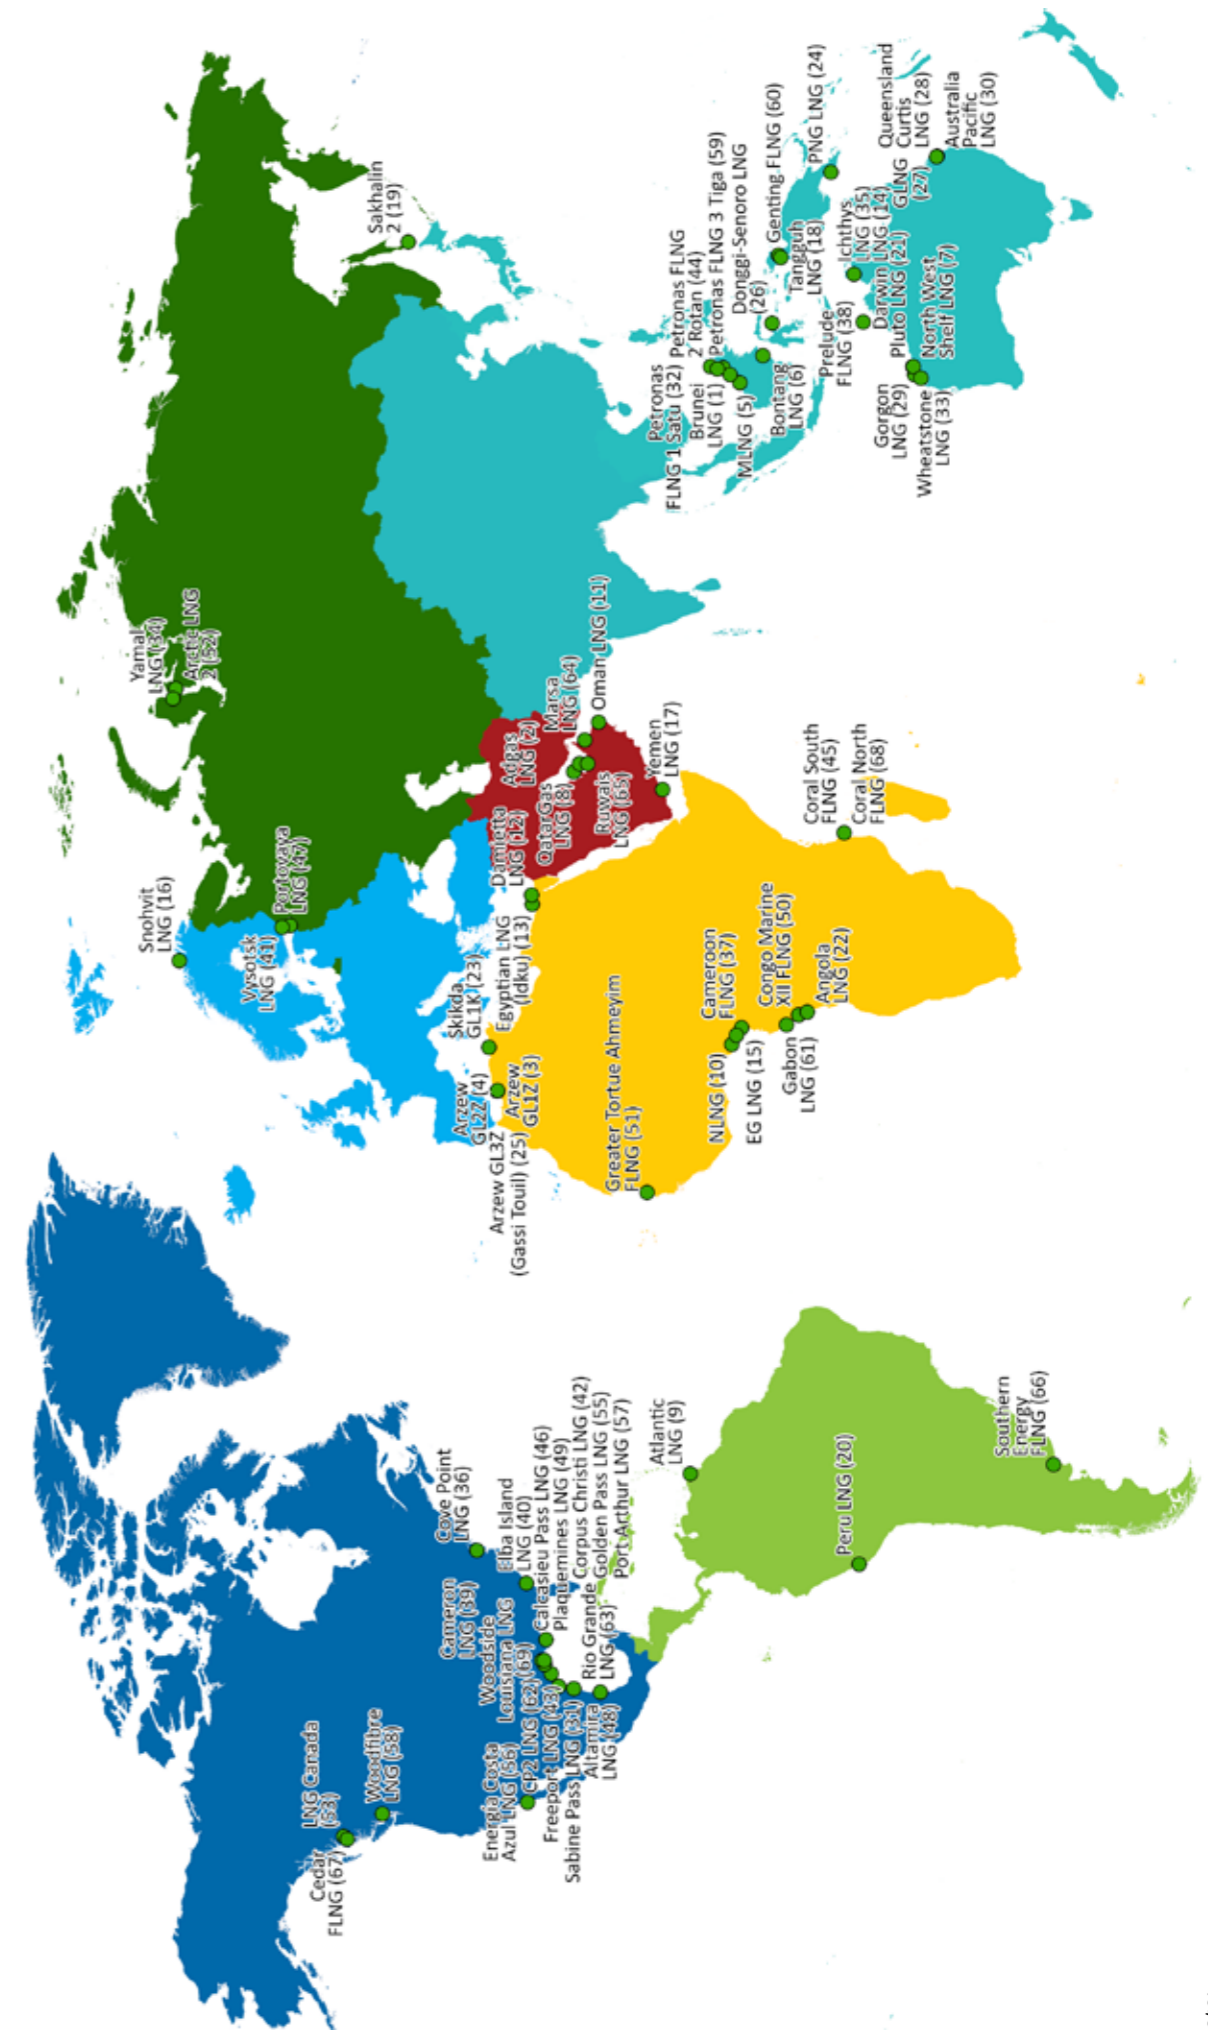 Snohvit
LNG (16)
Yamal
LNG (34)
Arctic LNG
2 (52)
Sakhalin
2 (19)
Vysotsk
LNG (41)
Portovaya
LNG (47)
LNG Canada
(53)
Cedar
FLNG (67)
Woodfibre
LNG (58)
Cove Point
LNG (36)
Cameron
LNG (39)
Elba Island
LNG (40)
Woodside
Louisiana LNG
(69)
Energia Costa
Azul LNG (56)
CP2 LNG (62)
Calcasieu Pass LNG (46)
Plaquemines LNG (49)
Freeport LNG (43)
Corpus Christi LNG (42)
Sabine Pass LNG (31)
Golden Pass LNG (55)
Rio Grande
LNG (63)
Port Arthur LNG (57)
Altamira
LNG (48)
Atlantic
LNG (9)
Peru LNG (20)
Southern
Energy
FLNG (66)
Arzew
GL2Z (4)
Skikda
GL1K (23)
Arzew GL3Z
(Gassi Touil) (25)
Arzew
GL1Z (3)
Egyptian LNG
(Idku) (13)
Damietta
LNG (12)
Adgas
LNG (2)
QatarGas
LNG (8)
Marsa
LNG (64)
Oman LNG (11)
Ruwais
LNG (65)
Yemen
LNG (17)
Greater Tortue Ahmeyim
FLNG (51)
NLNG (10)
Cameroon
FLNG (37)
EG LNG (15)
Congo Marine
XII FLNG (50)
Gabon
LNG (61)
Angola
LNG (22)
Coral South
FLNG (45)
Coral North
FLNG (68)
Petronas
FLNG 1 Satu (32)
Petronas FLNG
2 Rotan (44)
Brunei
LNG (1)
Petronas FLNG 3 Tiga (59)
MLNG (5)
Donggi-Senoro LNG
(26)
Genting FLNG (60)
Bontang
LNG (6)
Tangguh
LNG (18)
PNG LNG (24)
Prelude
FLNG (38)
Ichthys
LNG (35)
Darwin LNG (14)
Pluto LNG (21)
GLNG
(27)
Queensland
Curtis
LNG (28)
Gorgon
LNG (29)
North West
Shelf LNG (7)
Wheatstone
LNG (33)
Australia
Pacific
LNG (30)